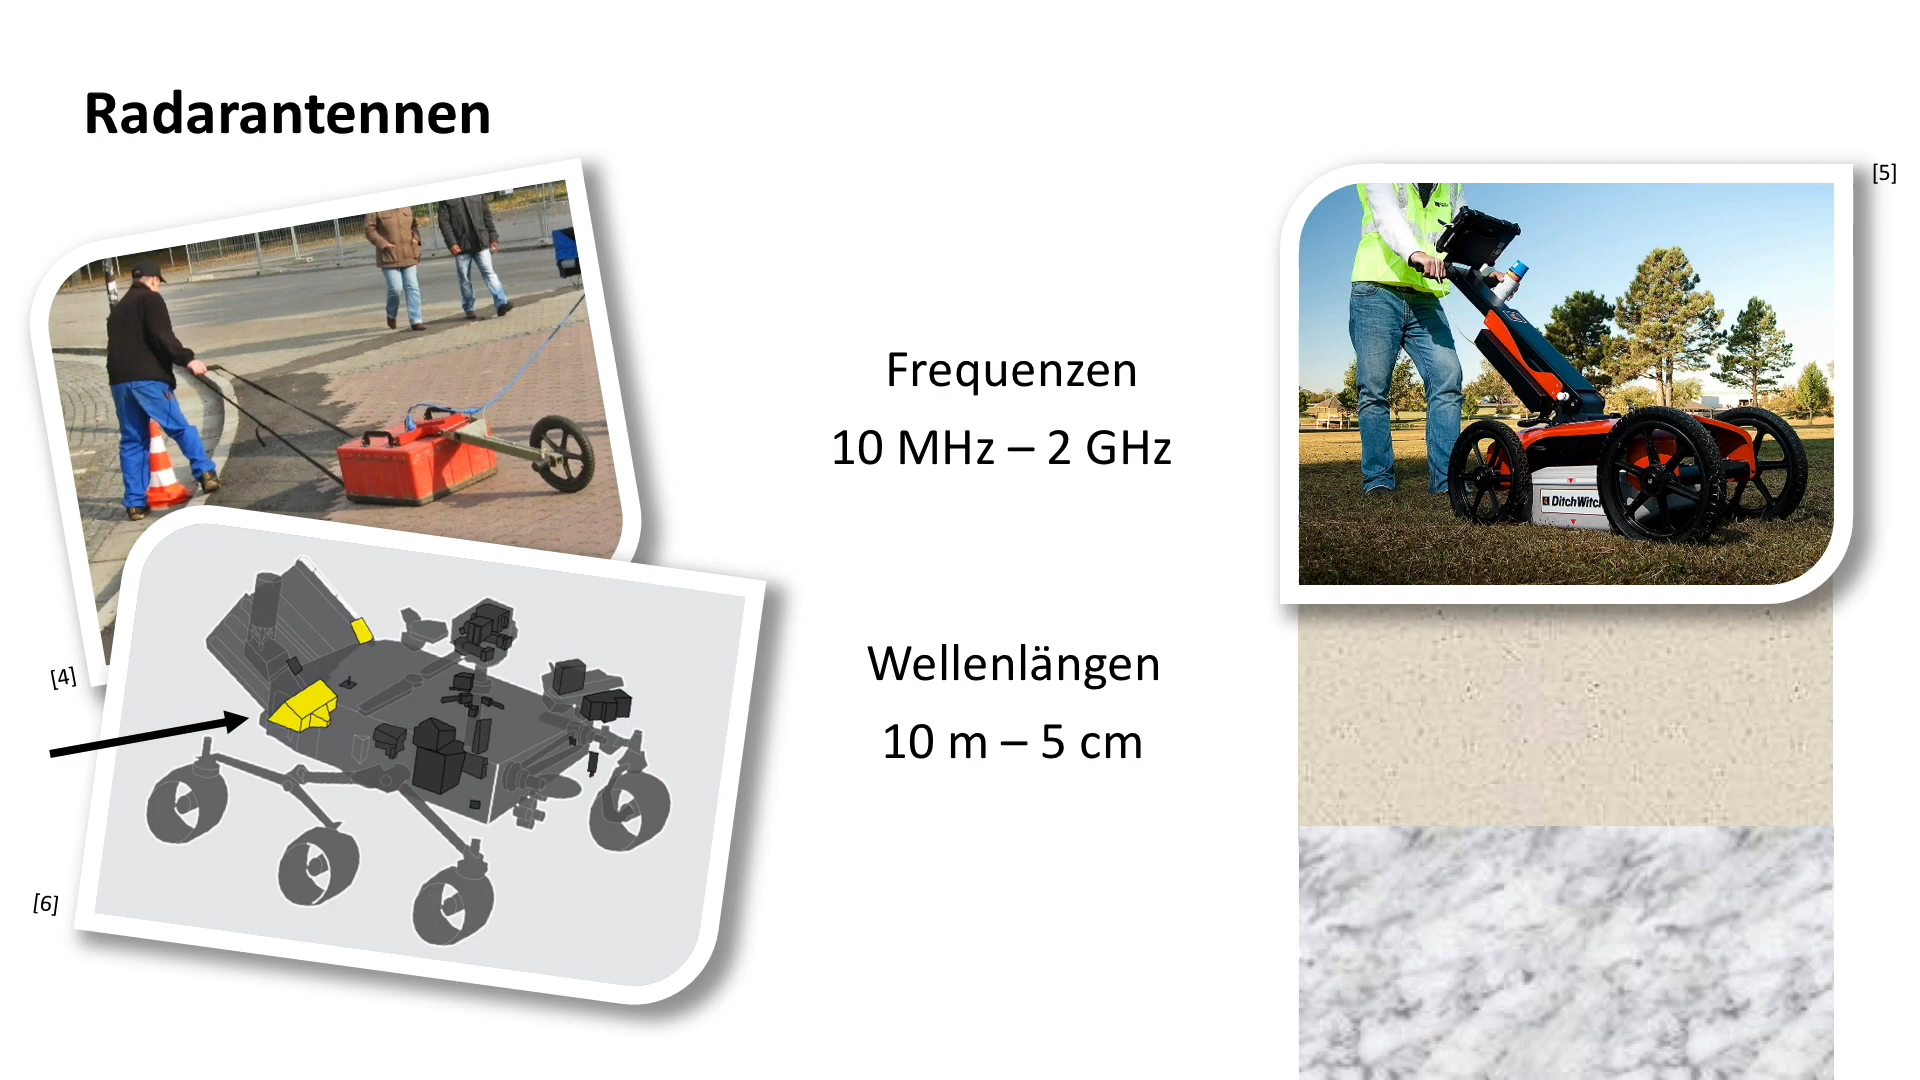 Radarantennen
[5]
Frequenzen
10 MHz – 2 GHz
DitchWitch
[4]
Wellenlängen
10 m – 5 cm
[6]